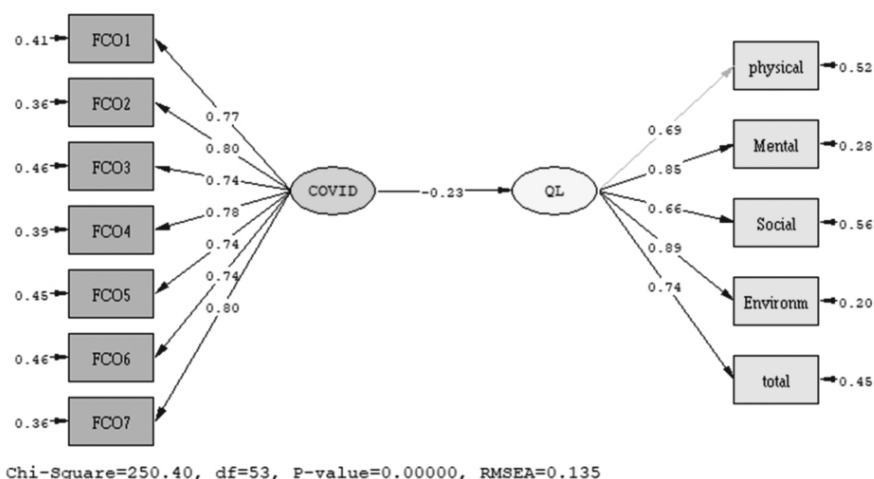 0.41
FCO1
0.36
FCO2
0.46
FCO3
0.39
FCO4
0.45
FCO5
0.46
FCO6
0.36
FCO7
0.77
0.80
0.74
0.78
0.74
0.74
0.80
COVID
-0.23
QL
0.69
0.85
0.66
0.89
0.74
physical
0.52
Mental
0.28
Social
0.56
Environm
0.20
total
0.45
Chi-Square=250.40, df=53, P-value=0.00000, RMSEA=0.135